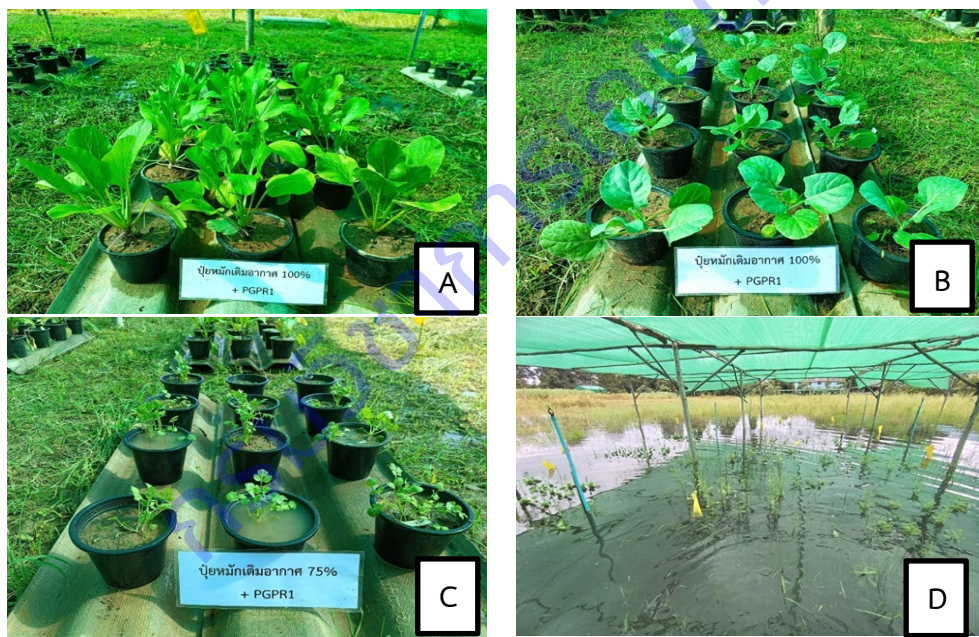 ปุ๋ยหมักเติมอากาศ 100%
+ PGPR1
A
ปุ๋ยหมักเติมอากาศ 100%
+ PGPR1
B
ปุ๋ยหมักเติมอากาศ 75%
+ PGPR1
C
D